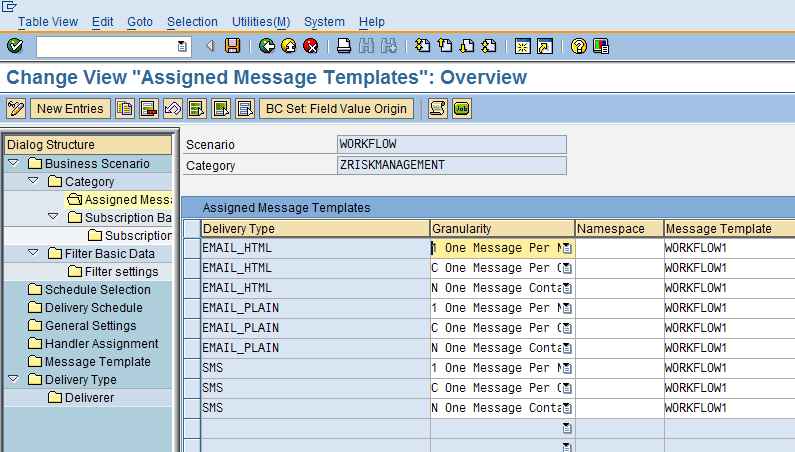 Table View Edit Goto Selection Utilities(M) System Help
Change View "Assigned Message Templates": Overview
New Entries BC Set: Field Value Origin
Dialog Structure
Business Scenario
Category
Assigned Messa
Subscription Ba
Subscription
Filter Basic Data
Filter settings
Schedule Selection
Delivery Schedule
General Settings
Handler Assignment
Message Template
Delivery Type
Deliverer
Scenario WORKFLOW
Category ZRISKMANAGEMENT
Assigned Message Templates
Delivery Type Granularity Namespace Message Template
EMAIL_HTML 1 One Message Per N WORKFLOW1
EMAIL_HTML C One Message Per C WORKFLOW1
EMAIL_HTML N One Message Conta WORKFLOW1
EMAIL_PLAIN 1 One Message Per N WORKFLOW1
EMAIL_PLAIN C One Message Per C WORKFLOW1
EMAIL_PLAIN N One Message Conta WORKFLOW1
SMS 1 One Message Per N WORKFLOW1
SMS C One Message Per C WORKFLOW1
SMS N One Message Conta WORKFLOW1